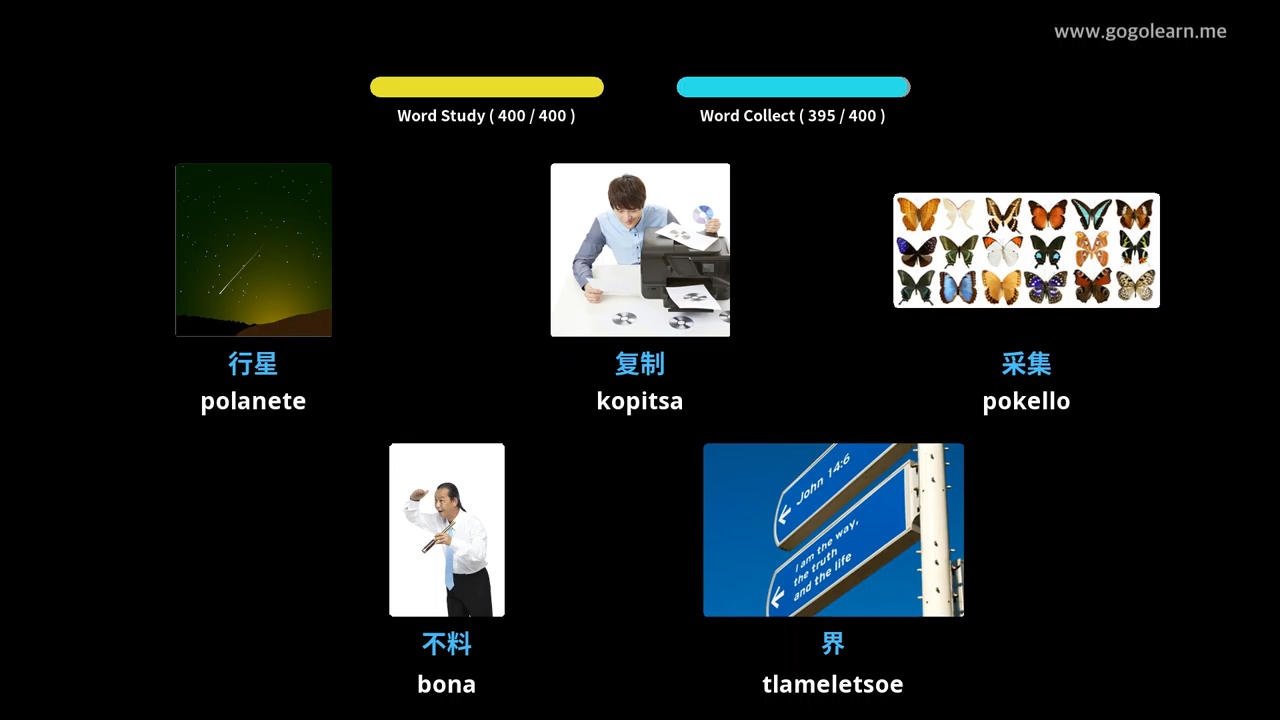 www.gogolearn.me
Word Study ( 400 / 400 )
Word Collect ( 395 / 400 )
行星
polanete
复制
kopitsa
采集
pokello
John 14:6
I am the way,
the truth
and the life
不料
bona
界
tlameletsoe